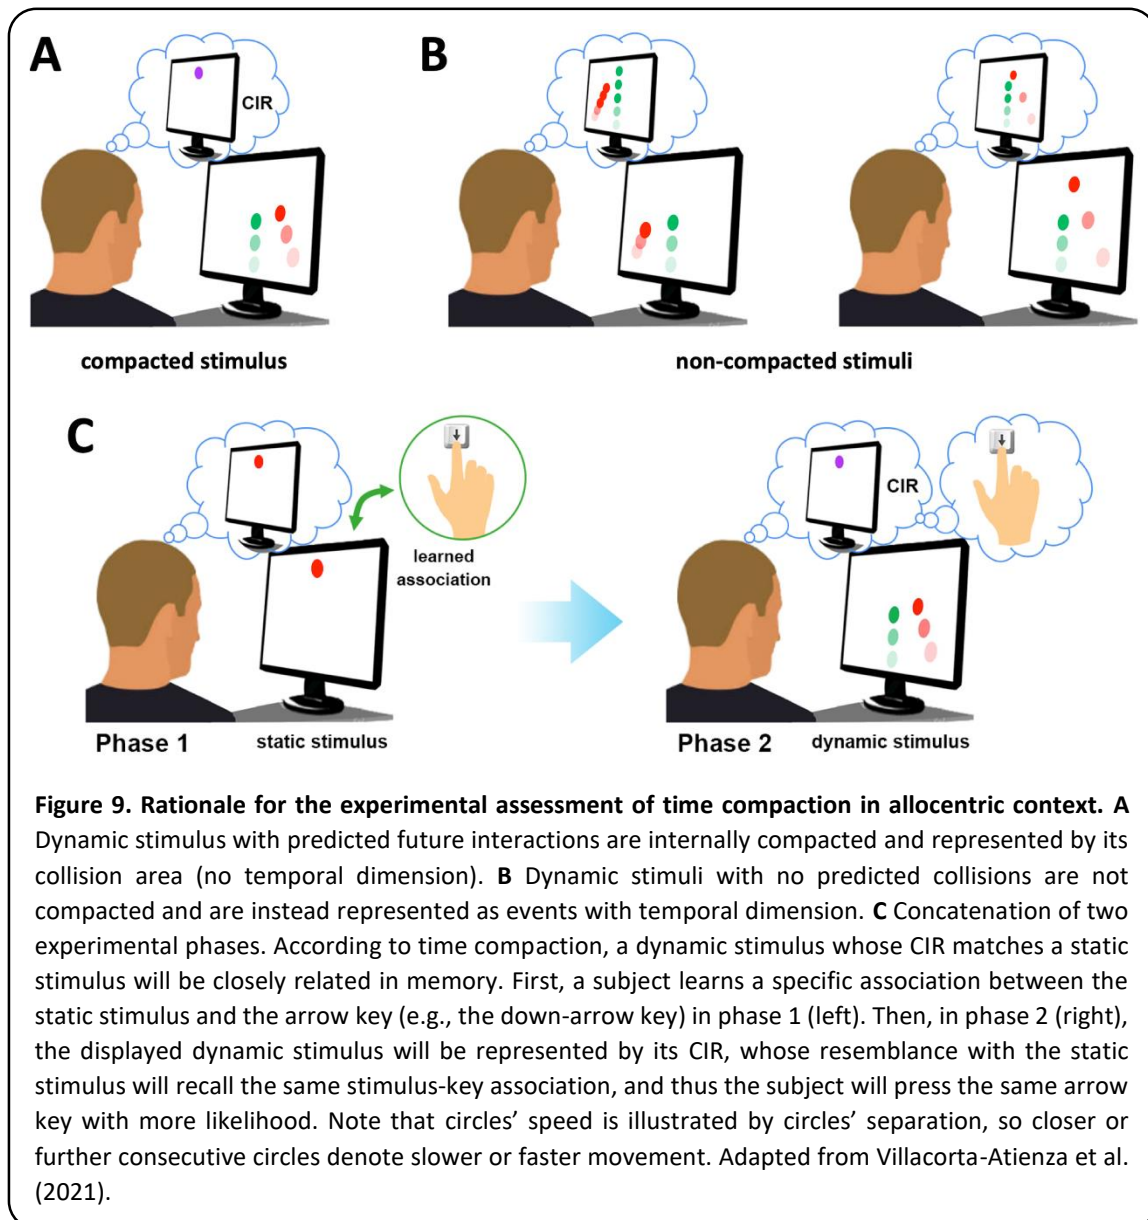 A
B
CIR
compacted stimulus
non-compacted stimuli
C
CIR
learned
association
Phase 1
static stimulus
Phase 2
dynamic stimulus
Figure 9. Rationale for the experimental assessment of time compaction in allocentric context. A
Dynamic stimulus with predicted future interactions are internally compacted and represented by its
collision area (no temporal dimension). B Dynamic stimuli with no predicted collisions are not
compacted and are instead represented as events with temporal dimension. C Concatenation of two
experimental phases. According to time compaction, a dynamic stimulus whose CIR matches a static
stimulus will be closely related in memory. First, a subject learns a specific association between the
static stimulus and the arrow key (e.g., the down-arrow key) in phase 1 (left). Then, in phase 2 (right),
the displayed dynamic stimulus will be represented by its CIR, whose resemblance with the static
stimulus will recall the same stimulus-key association, and thus the subject will press the same arrow
key with more likelihood. Note that circles’ speed is illustrated by circles’ separation, so closer or
further consecutive circles denote slower or faster movement. Adapted from Villacorta-Atienza et al.
(2021).